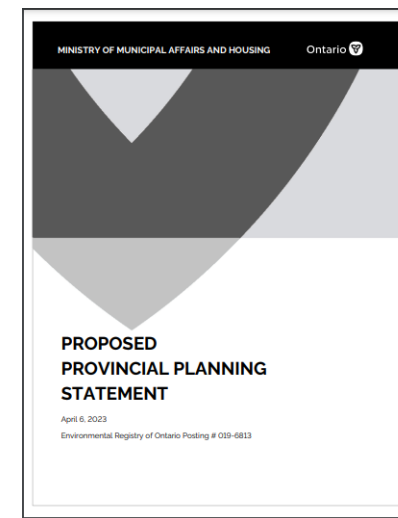 MINISTRY OF MUNICIPAL AFFAIRS AND HOUSING
Ontario
PROPOSED
PROVINCIAL PLANNING
STATEMENT
April 6, 2023
Environmental Registry of Ontario Posting # 019-6813